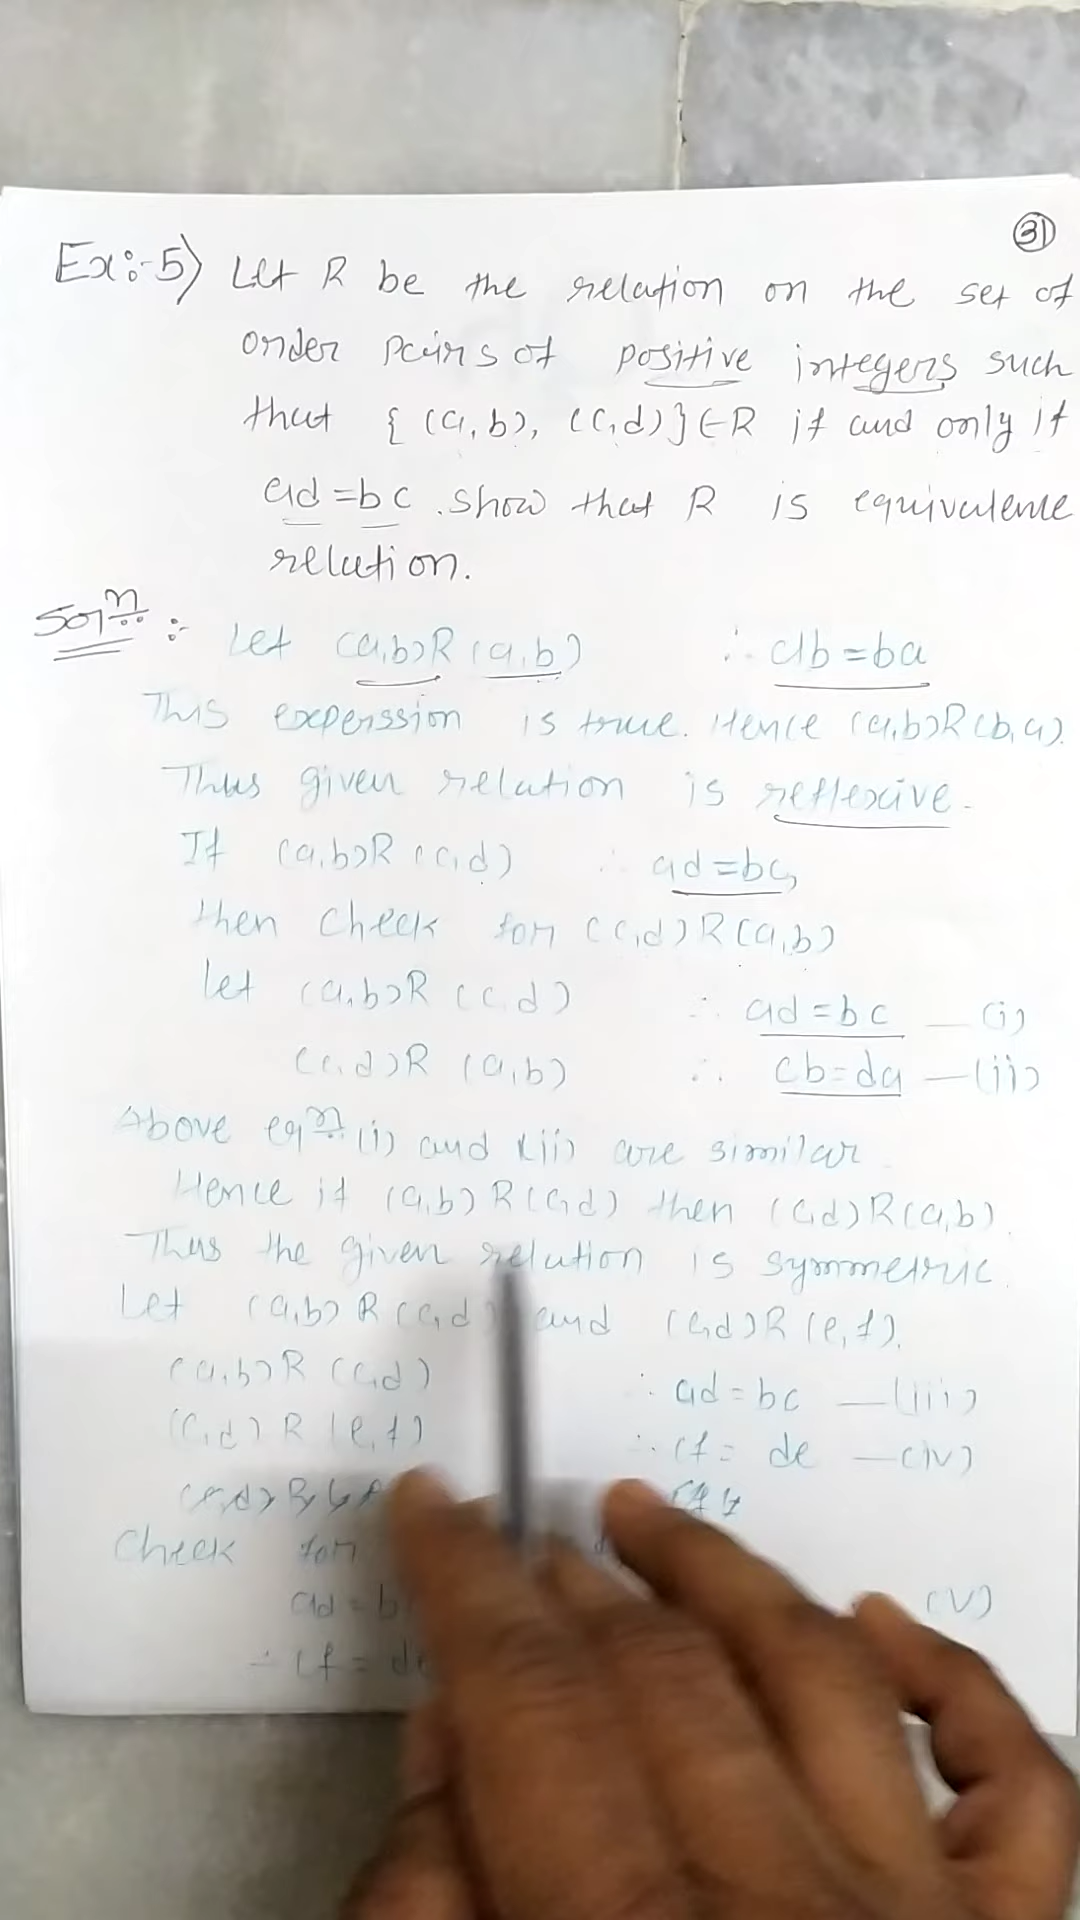 31
Ex:-5) Let R be the relation on the set of
order pairs of positive integers such
that { (a,b), (c,d)} ∈ R if and only if
ad = bc . show that R is equivalence
relation.
Solⁿ : Let (a,b)R (a,b) ∴ ab = ba
This experssion is true. Hence (a,b)R(b,a).
Thus given relation is reflexive.
If (a,b)R (c,d) ∴ ad = bc,
then check for (c,d)R(a,b)
Let (a,b)R (c,d) ∴ ad = bc — (i)
(c,d)R (a,b) ∴ cb = da — (ii)
Above eqⁿ (i) and (ii) are similar
Hence if (a,b) R (c,d) then (c,d)R(a,b).
Thus the given relation is symmetric.
Let (a,b) R (c,d) and (c,d)R (e,f).
(a,b)R (c,d) ∴ ad = bc — (iii)
(c,d) R (e,f) ∴ cf = de — (iv)
Check for
ad = b (v)
∴ cf = de